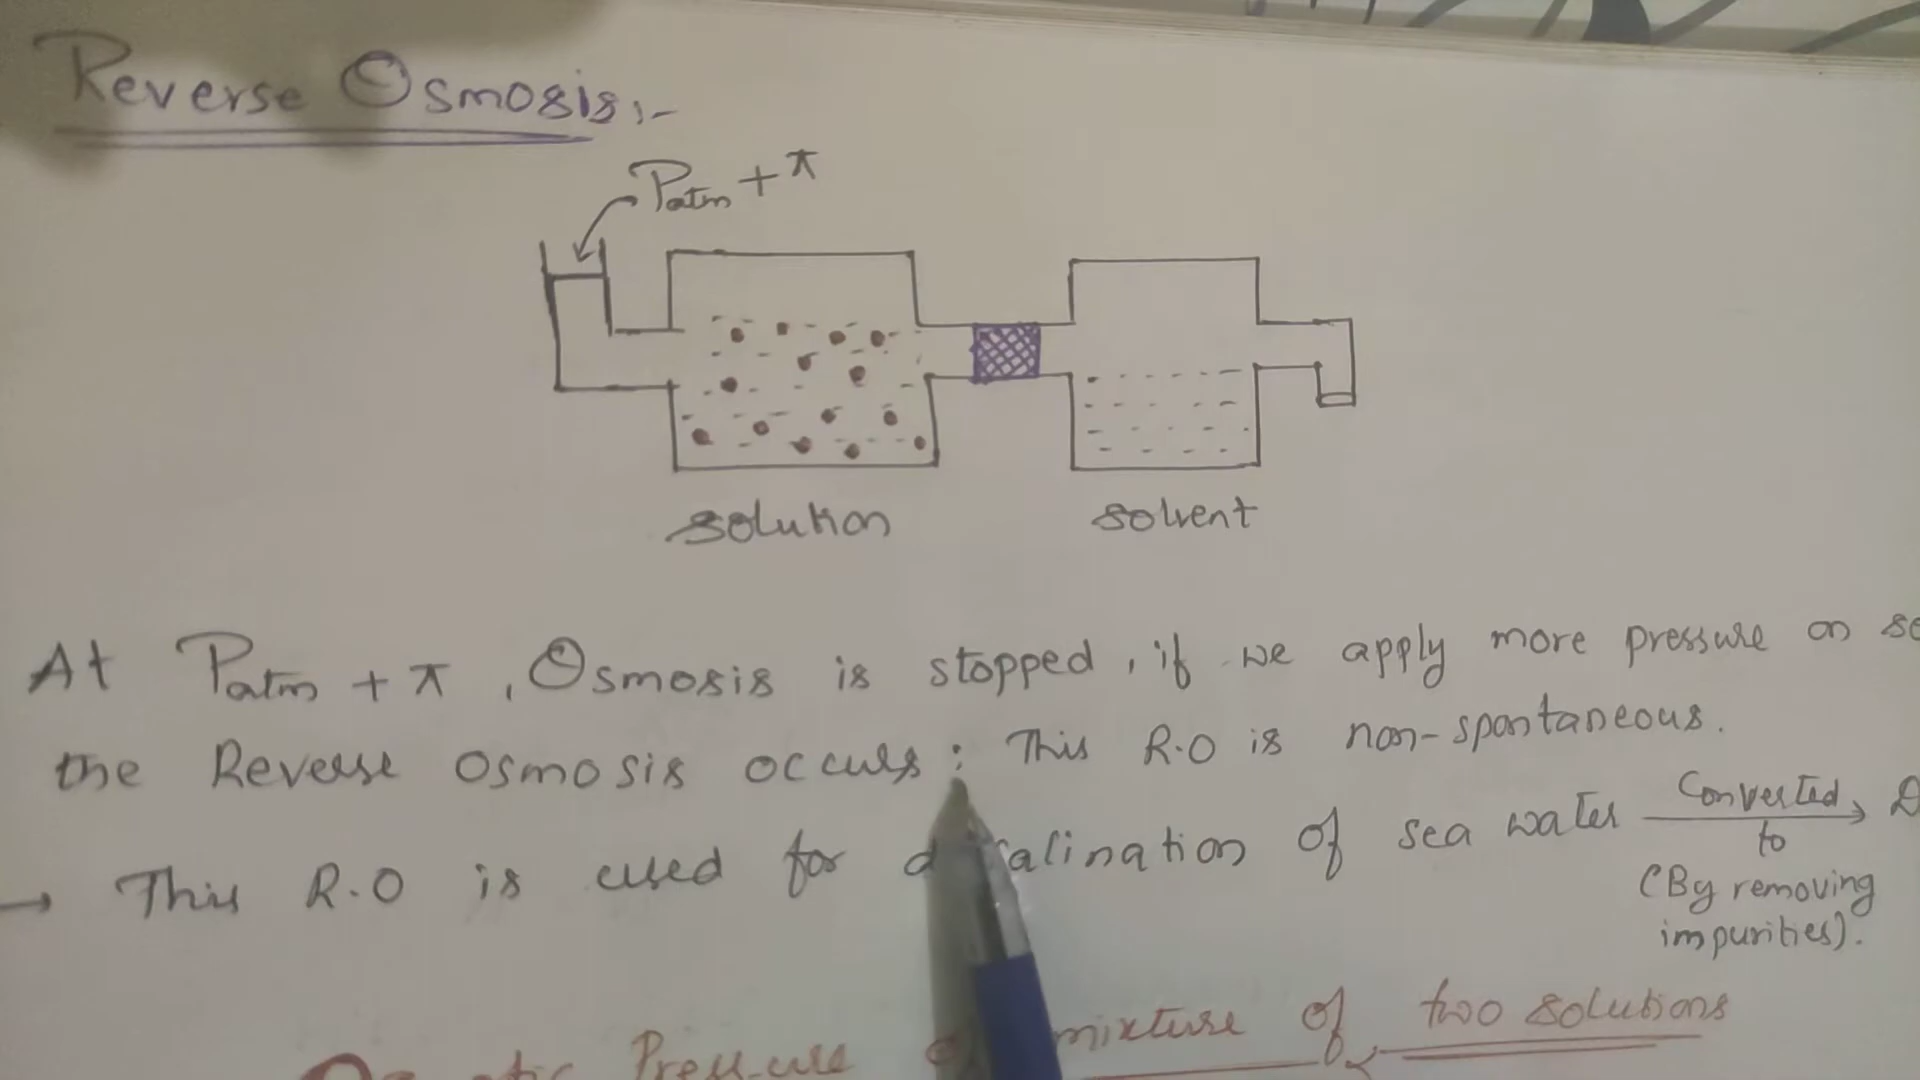 Reverse Osmosis:-
Patm + π
solution
solvent
At Patm + π, Osmosis is stopped, if we apply more pressure on
the Reverse Osmosis occurs: This R.O is non-spontaneous.
→ This R.O is used for of sea water Converted to
(By removing
impurities).
Pressure mixture of two solutions